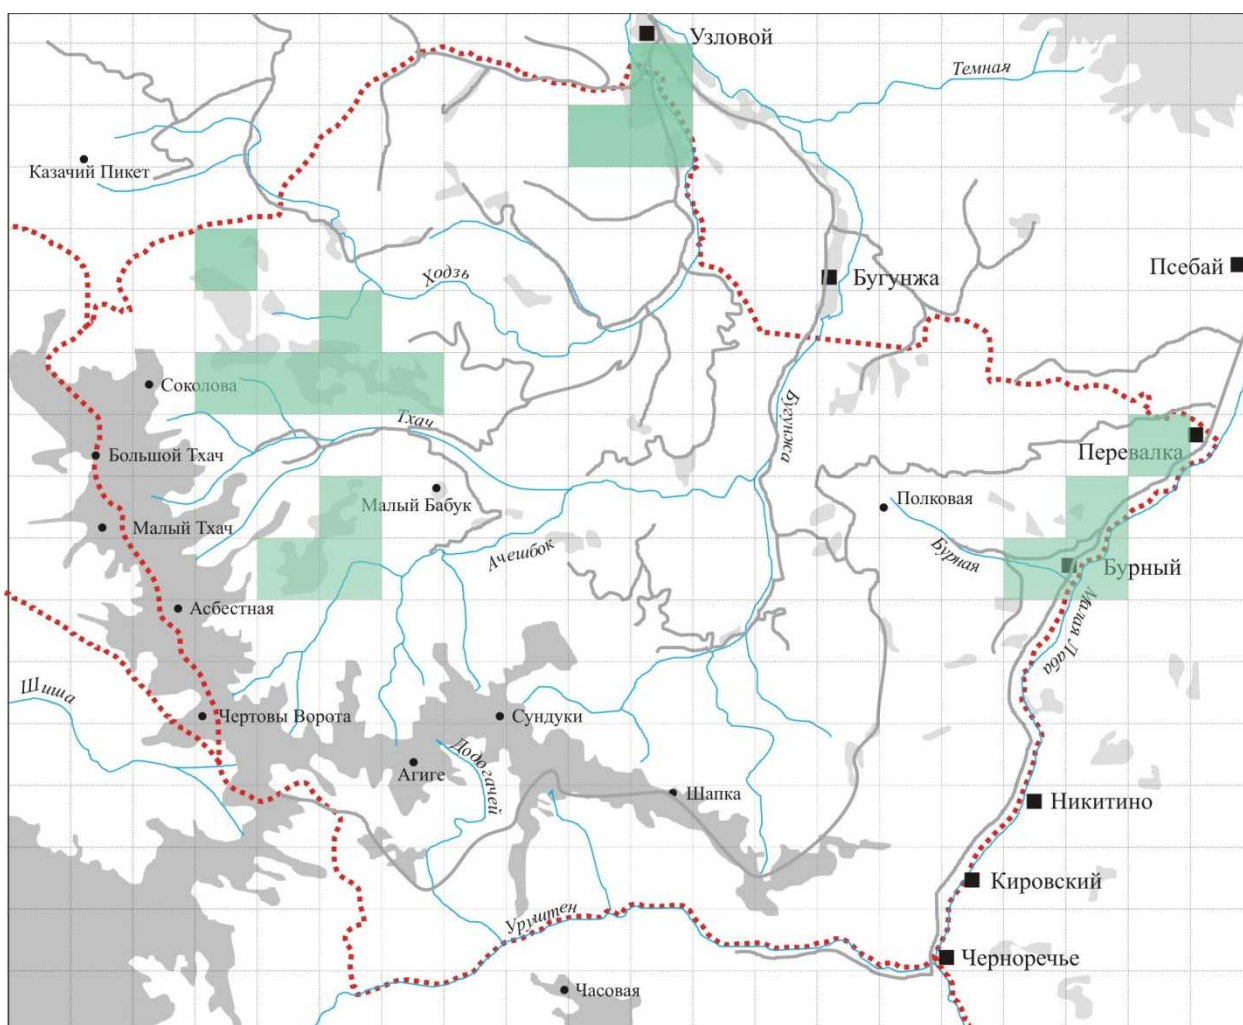 Узловой
Темная
Казачий Пикет
Ходзь
Бугунжа
Псебай
Соколова
Бугунжа
Тхач
Перевалка
Большой Тхач
Малый Бабук
Полковая
Малый Тхач
Ачешбок
Бурная
Бурный
Асбестная
Малая Лаба
Шиша
Чертовы Ворота
Сундуки
Додогачей
Агиге
Шапка
Никитино
Кировский
Уруштен
Черноречье
Часовая